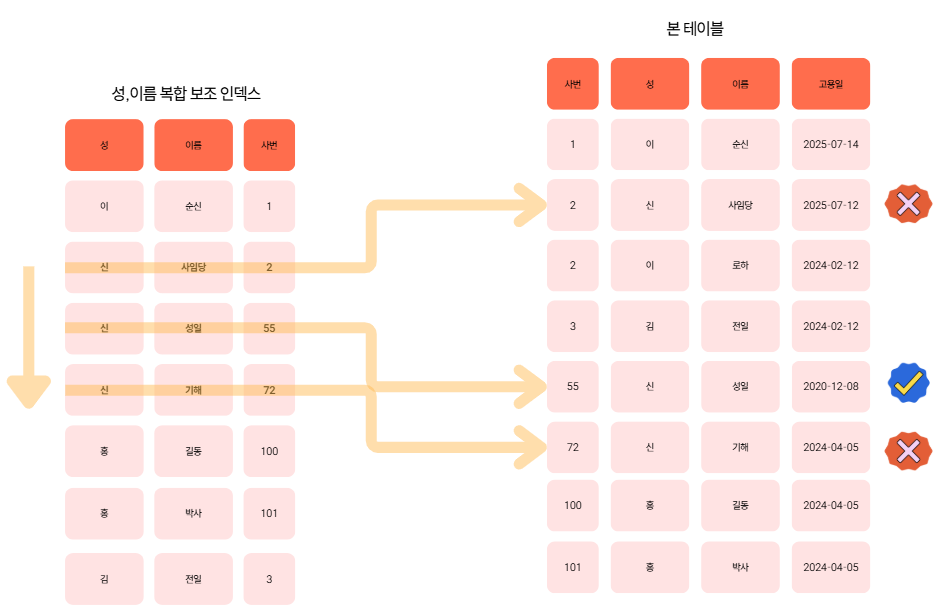 본 테이블
성,이름 복합 보조 인덱스
성 이름 사번
이 순신 1
신 사임당 2
신 성일 55
신 기해 72
홍 길동 100
홍 박사 101
김 전일 3
사번 성 이름 고용일
1 이 순신 2025-07-14
2 신 사임당 2025-07-12
2 이 로하 2024-02-12
3 김 전일 2024-02-12
55 신 성일 2020-12-08
72 신 기해 2024-04-05
100 홍 길동 2024-04-05
101 홍 박사 2024-04-05